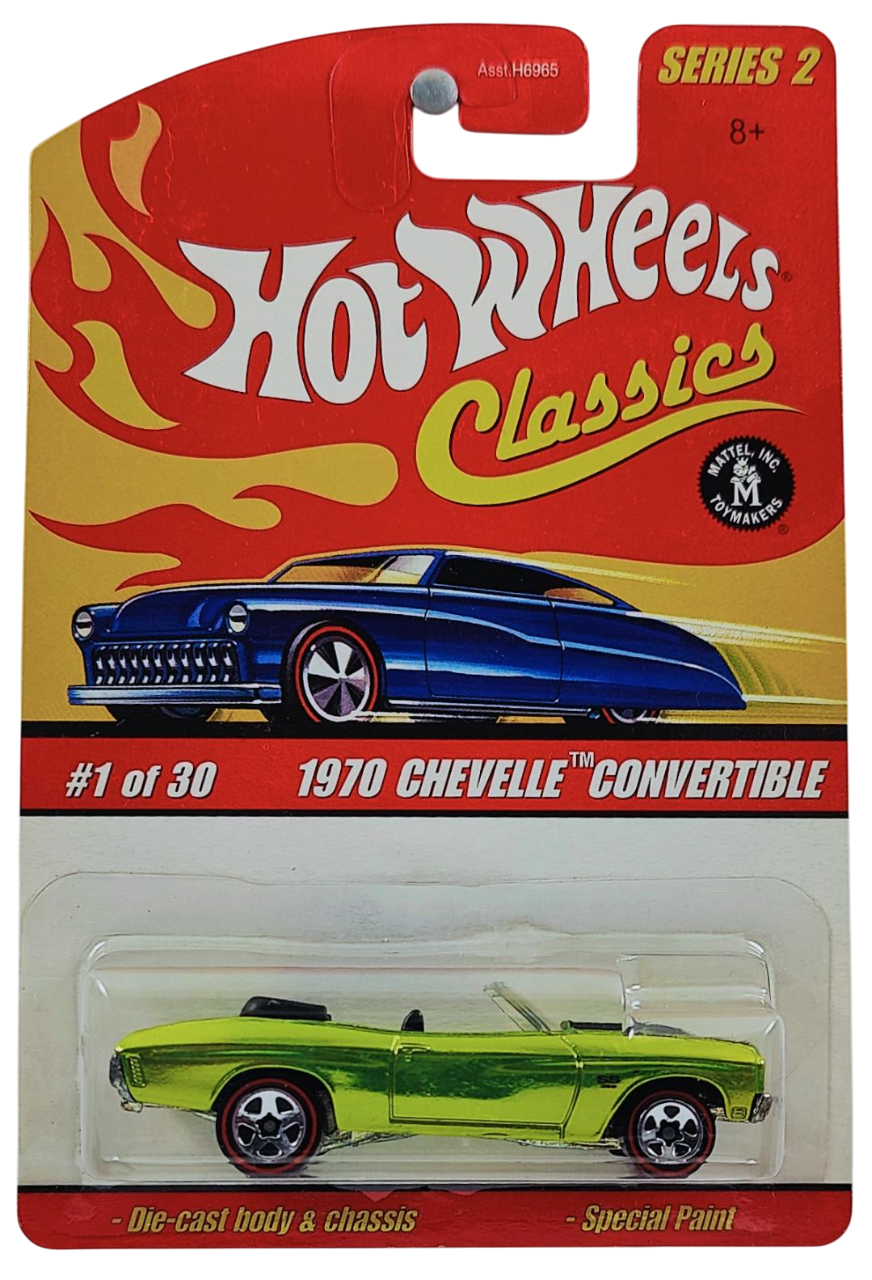 Asst.H6965
SERIES 2
8+
Hot Wheels®
Classics
MATTEL, INC.
M
TOYMAKERS
®
#1 of 30
1970 CHEVELLE™ CONVERTIBLE
SS
- Die-cast body & chassis
- Special Paint